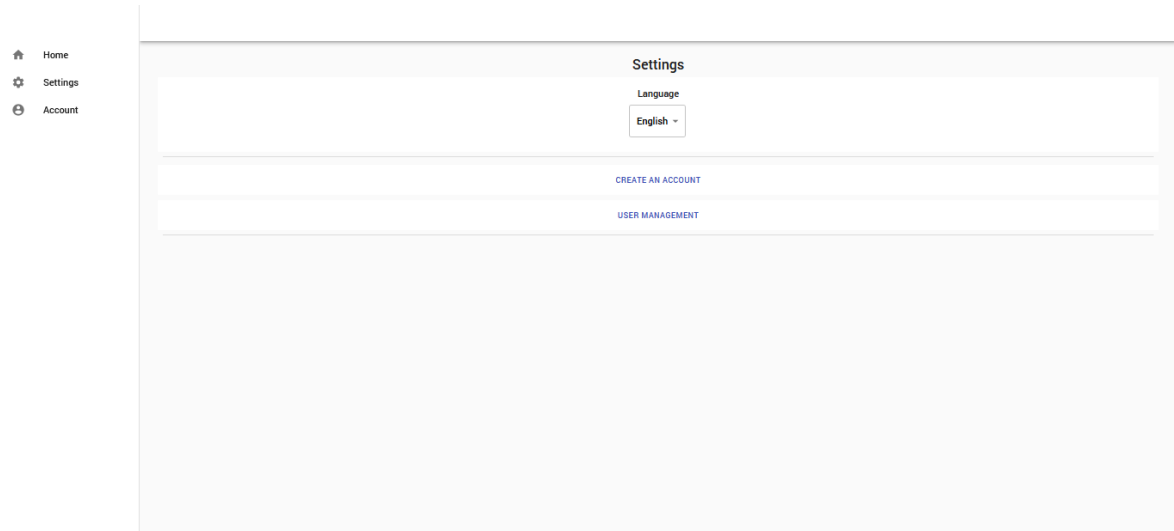 Home
Settings
Account
Settings
Language
English
CREATE AN ACCOUNT
USER MANAGEMENT